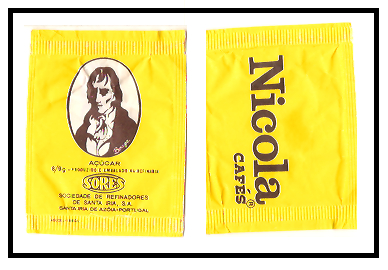 Bocage
AÇÚCAR
6/8g - PRODUZIDO E EMBALADO NA REFINARIA
SORES
SOCIEDADE DE REFINADORES
DE SANTA IRIA, S.A.
SANTA IRIA DE AZÓIA - PORTUGAL
Nicola
CAFÉS®